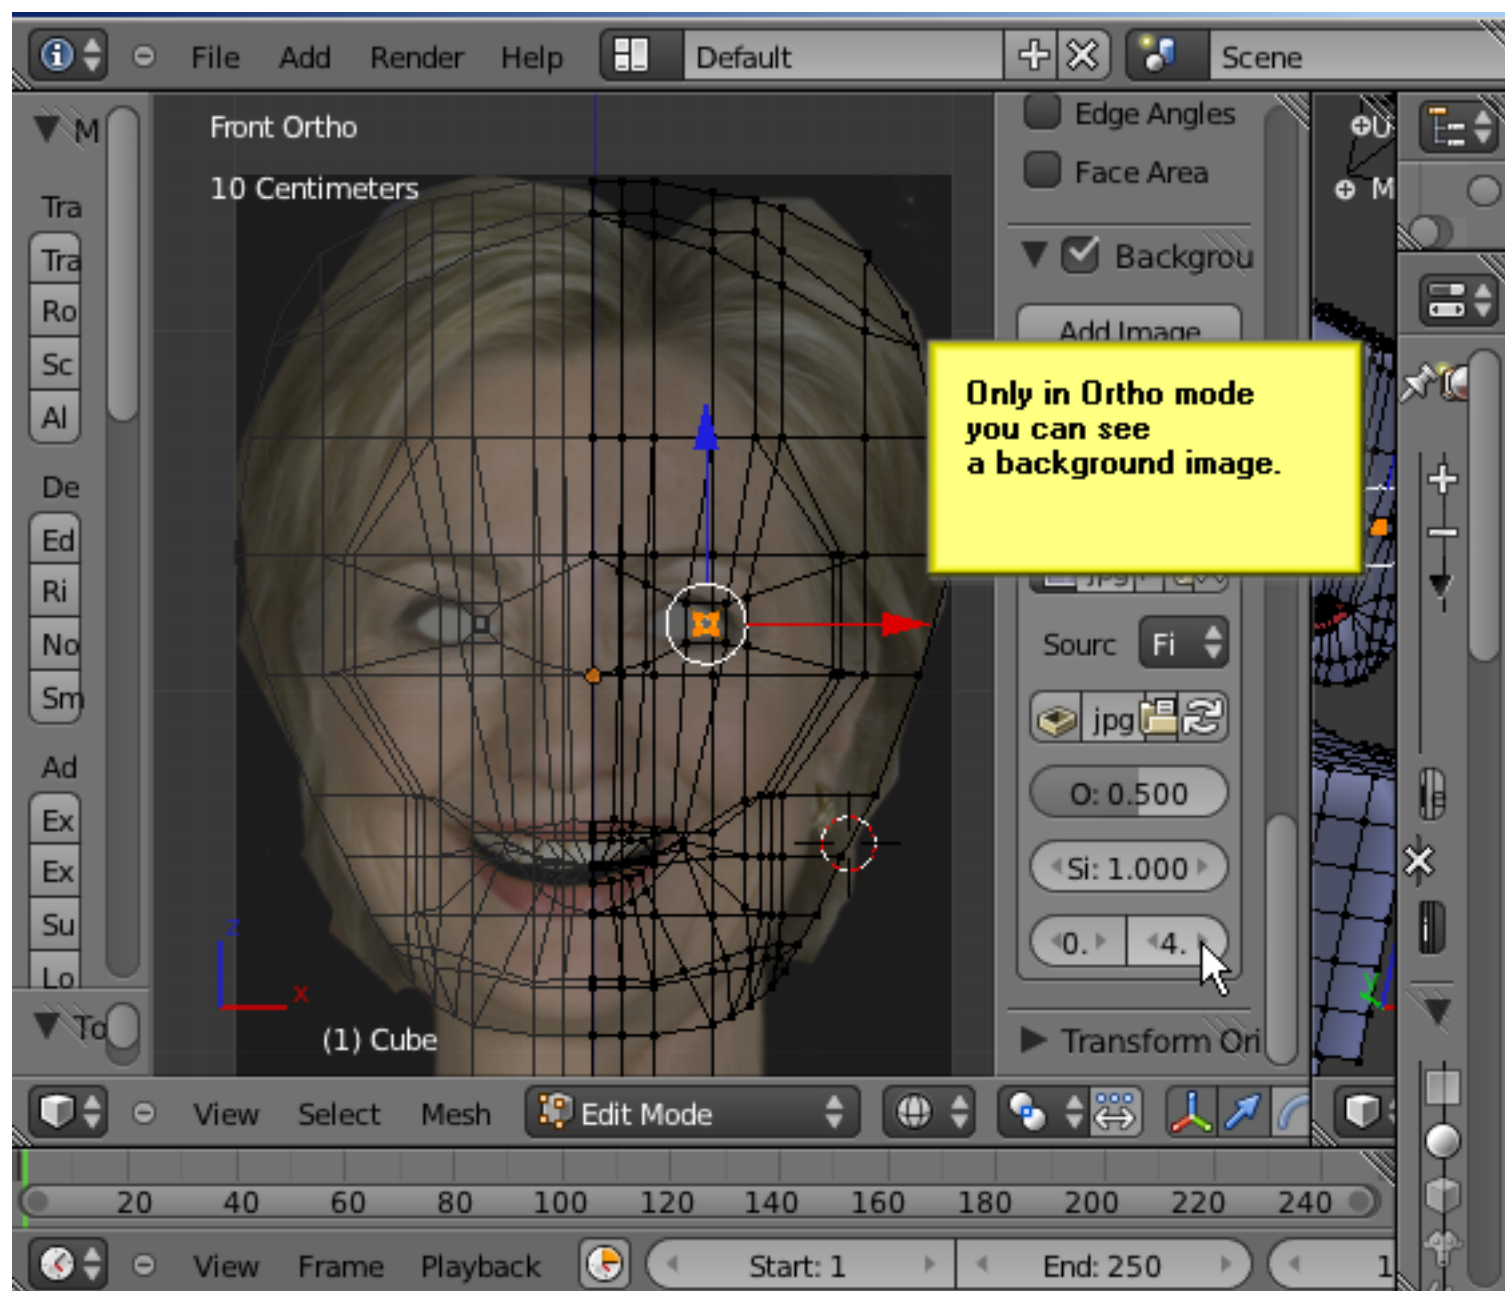 File Add Render Help Default Scene
M
Front Ortho
10 Centimeters
Edge Angles
Face Area
Backgrou
Add Image
Only in Ortho mode
you can see
a background image.
Tra
Tra
Ro
Sc
Al
De
Ed
Ri
No
Sm
Ad
Ex
Ex
Su
Lo
To
jpg
Sourc Fi
jpg
O: 0.500
Si: 1.000
0. 4.
Transform Ori
z
x
(1) Cube
M
y
View Select Mesh Edit Mode
20 40 60 80 100 120 140 160 180 200 220 240
View Frame Playback Start: 1 End: 250 1